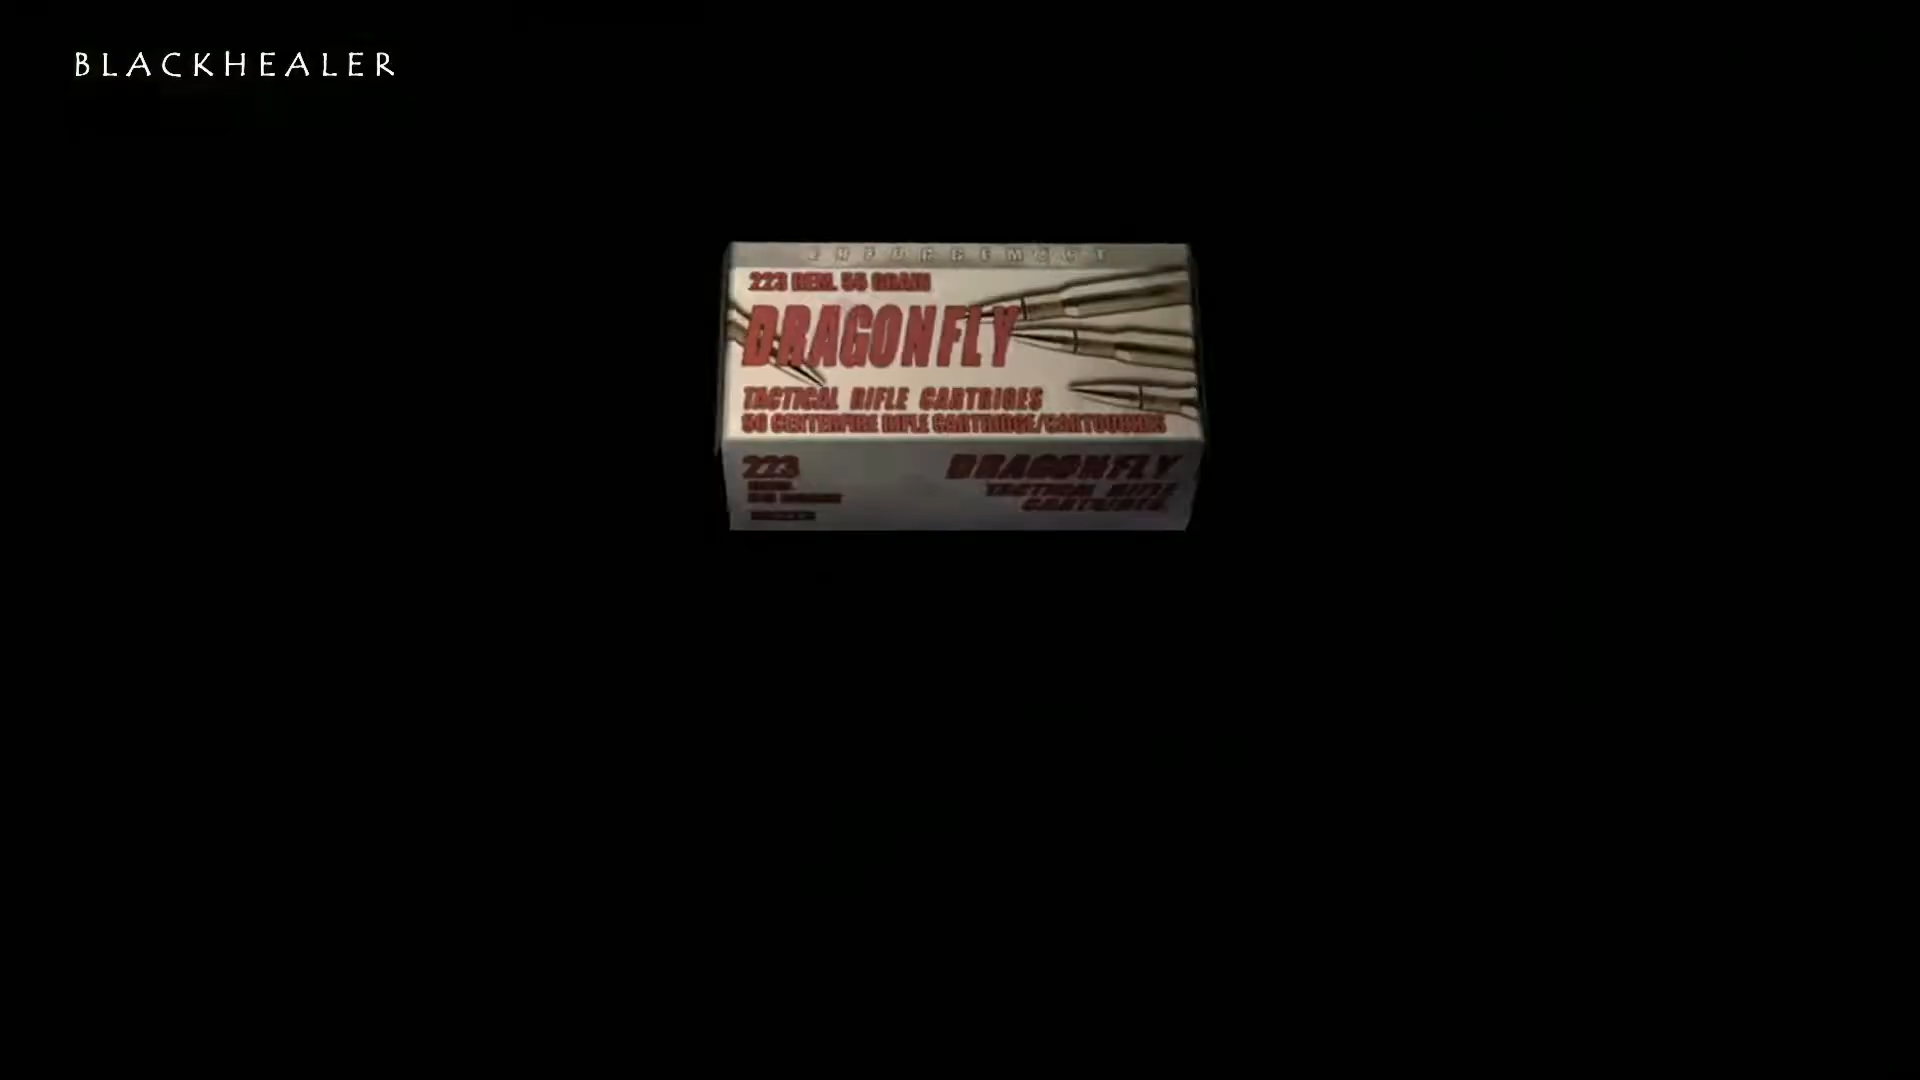 BLACKHEALER
ENFORCEMENT
223 REM. 55 GRAIN
DRAGONFLY
TACTICAL RIFLE CARTRIGES
50 CENTERFIRE RIFLE CARTRIDGE/CARTOUCHES
223
DRAGONFLY
TACTICAL RIFLE
CARTRIGES